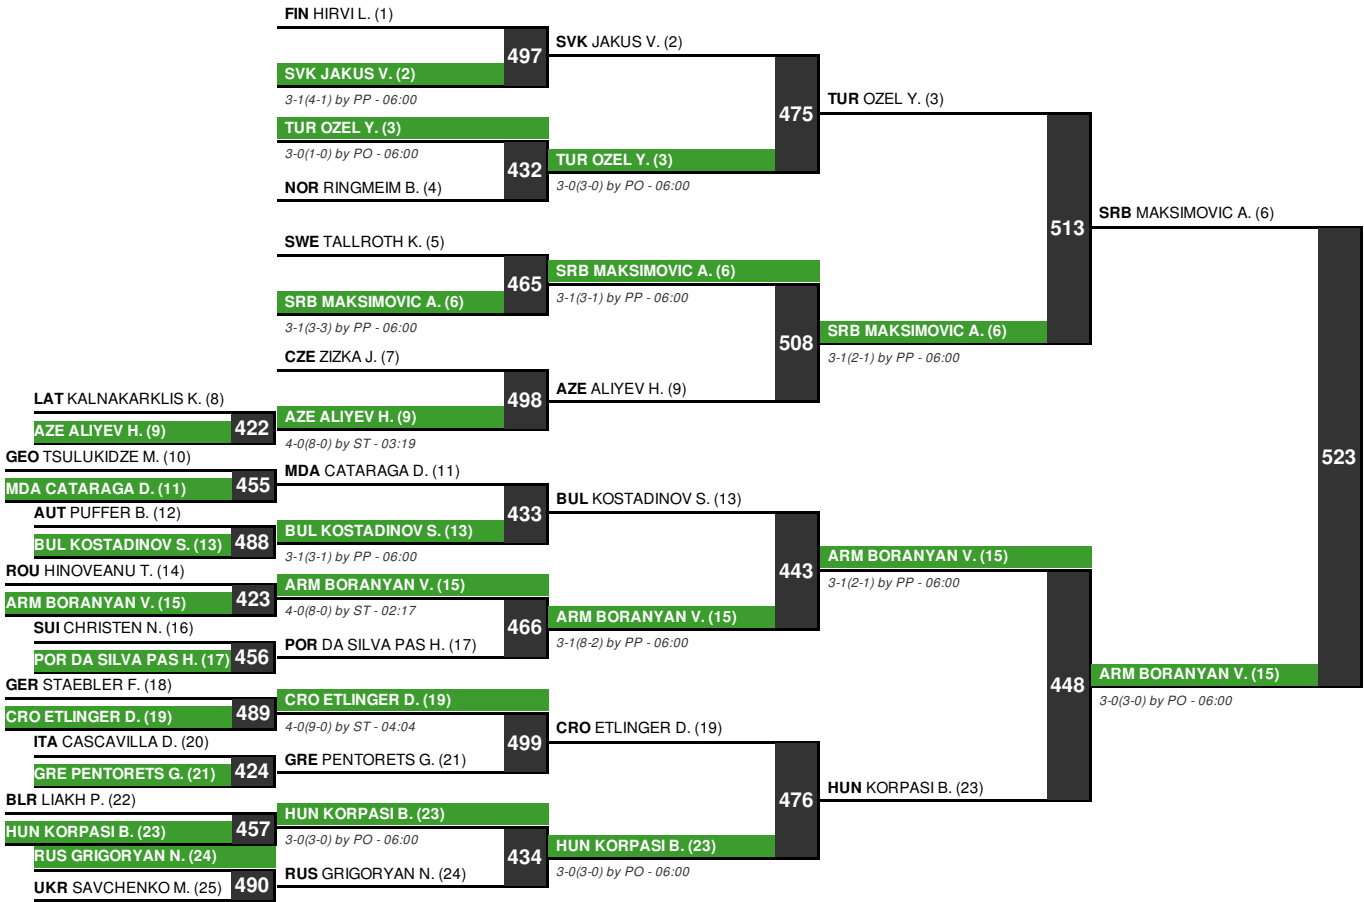 FIN HIRVI L. (1)
497
SVK JAKUS V. (2)
SVK JAKUS V. (2)
3-1(4-1) by PP - 06:00
475
TUR OZEL Y. (3)
TUR OZEL Y. (3)
3-0(1-0) by PO - 06:00
432
TUR OZEL Y. (3)
3-0(3-0) by PO - 06:00
NOR RINGMEIM B. (4)
513
SRB MAKSIMOVIC A. (6)
SWE TALLROTH K. (5)
465
SRB MAKSIMOVIC A. (6)
3-1(3-1) by PP - 06:00
SRB MAKSIMOVIC A. (6)
3-1(3-3) by PP - 06:00
508
SRB MAKSIMOVIC A. (6)
3-1(2-1) by PP - 06:00
CZE ZIZKA J. (7)
498
AZE ALIYEV H. (9)
LAT KALNAKARKLIS K. (8)
422
AZE ALIYEV H. (9)
AZE ALIYEV H. (9)
4-0(8-0) by ST - 03:19
523
GEO TSULUKIDZE M. (10)
455
MDA CATARAGA D. (11)
MDA CATARAGA D. (11)
433
BUL KOSTADINOV S. (13)
AUT PUFFER B. (12)
488
BUL KOSTADINOV S. (13)
BUL KOSTADINOV S. (13)
3-1(3-1) by PP - 06:00
443
ARM BORANYAN V. (15)
3-1(2-1) by PP - 06:00
ROU HINOVEANU T. (14)
423
ARM BORANYAN V. (15)
ARM BORANYAN V. (15)
4-0(8-0) by ST - 02:17
466
ARM BORANYAN V. (15)
3-1(8-2) by PP - 06:00
SUI CHRISTEN N. (16)
456
POR DA SILVA PAS H. (17)
POR DA SILVA PAS H. (17)
448
ARM BORANYAN V. (15)
3-0(3-0) by PO - 06:00
GER STAEBLER F. (18)
489
CRO ETLINGER D. (19)
CRO ETLINGER D. (19)
4-0(9-0) by ST - 04:04
499
CRO ETLINGER D. (19)
ITA CASCAVILLA D. (20)
424
GRE PENTORETS G. (21)
GRE PENTORETS G. (21)
476
HUN KORPASI B. (23)
BLR LIAKH P. (22)
457
HUN KORPASI B. (23)
HUN KORPASI B. (23)
3-0(3-0) by PO - 06:00
434
HUN KORPASI B. (23)
3-0(3-0) by PO - 06:00
RUS GRIGORYAN N. (24)
RUS GRIGORYAN N. (24)
490
UKR SAVCHENKO M. (25)